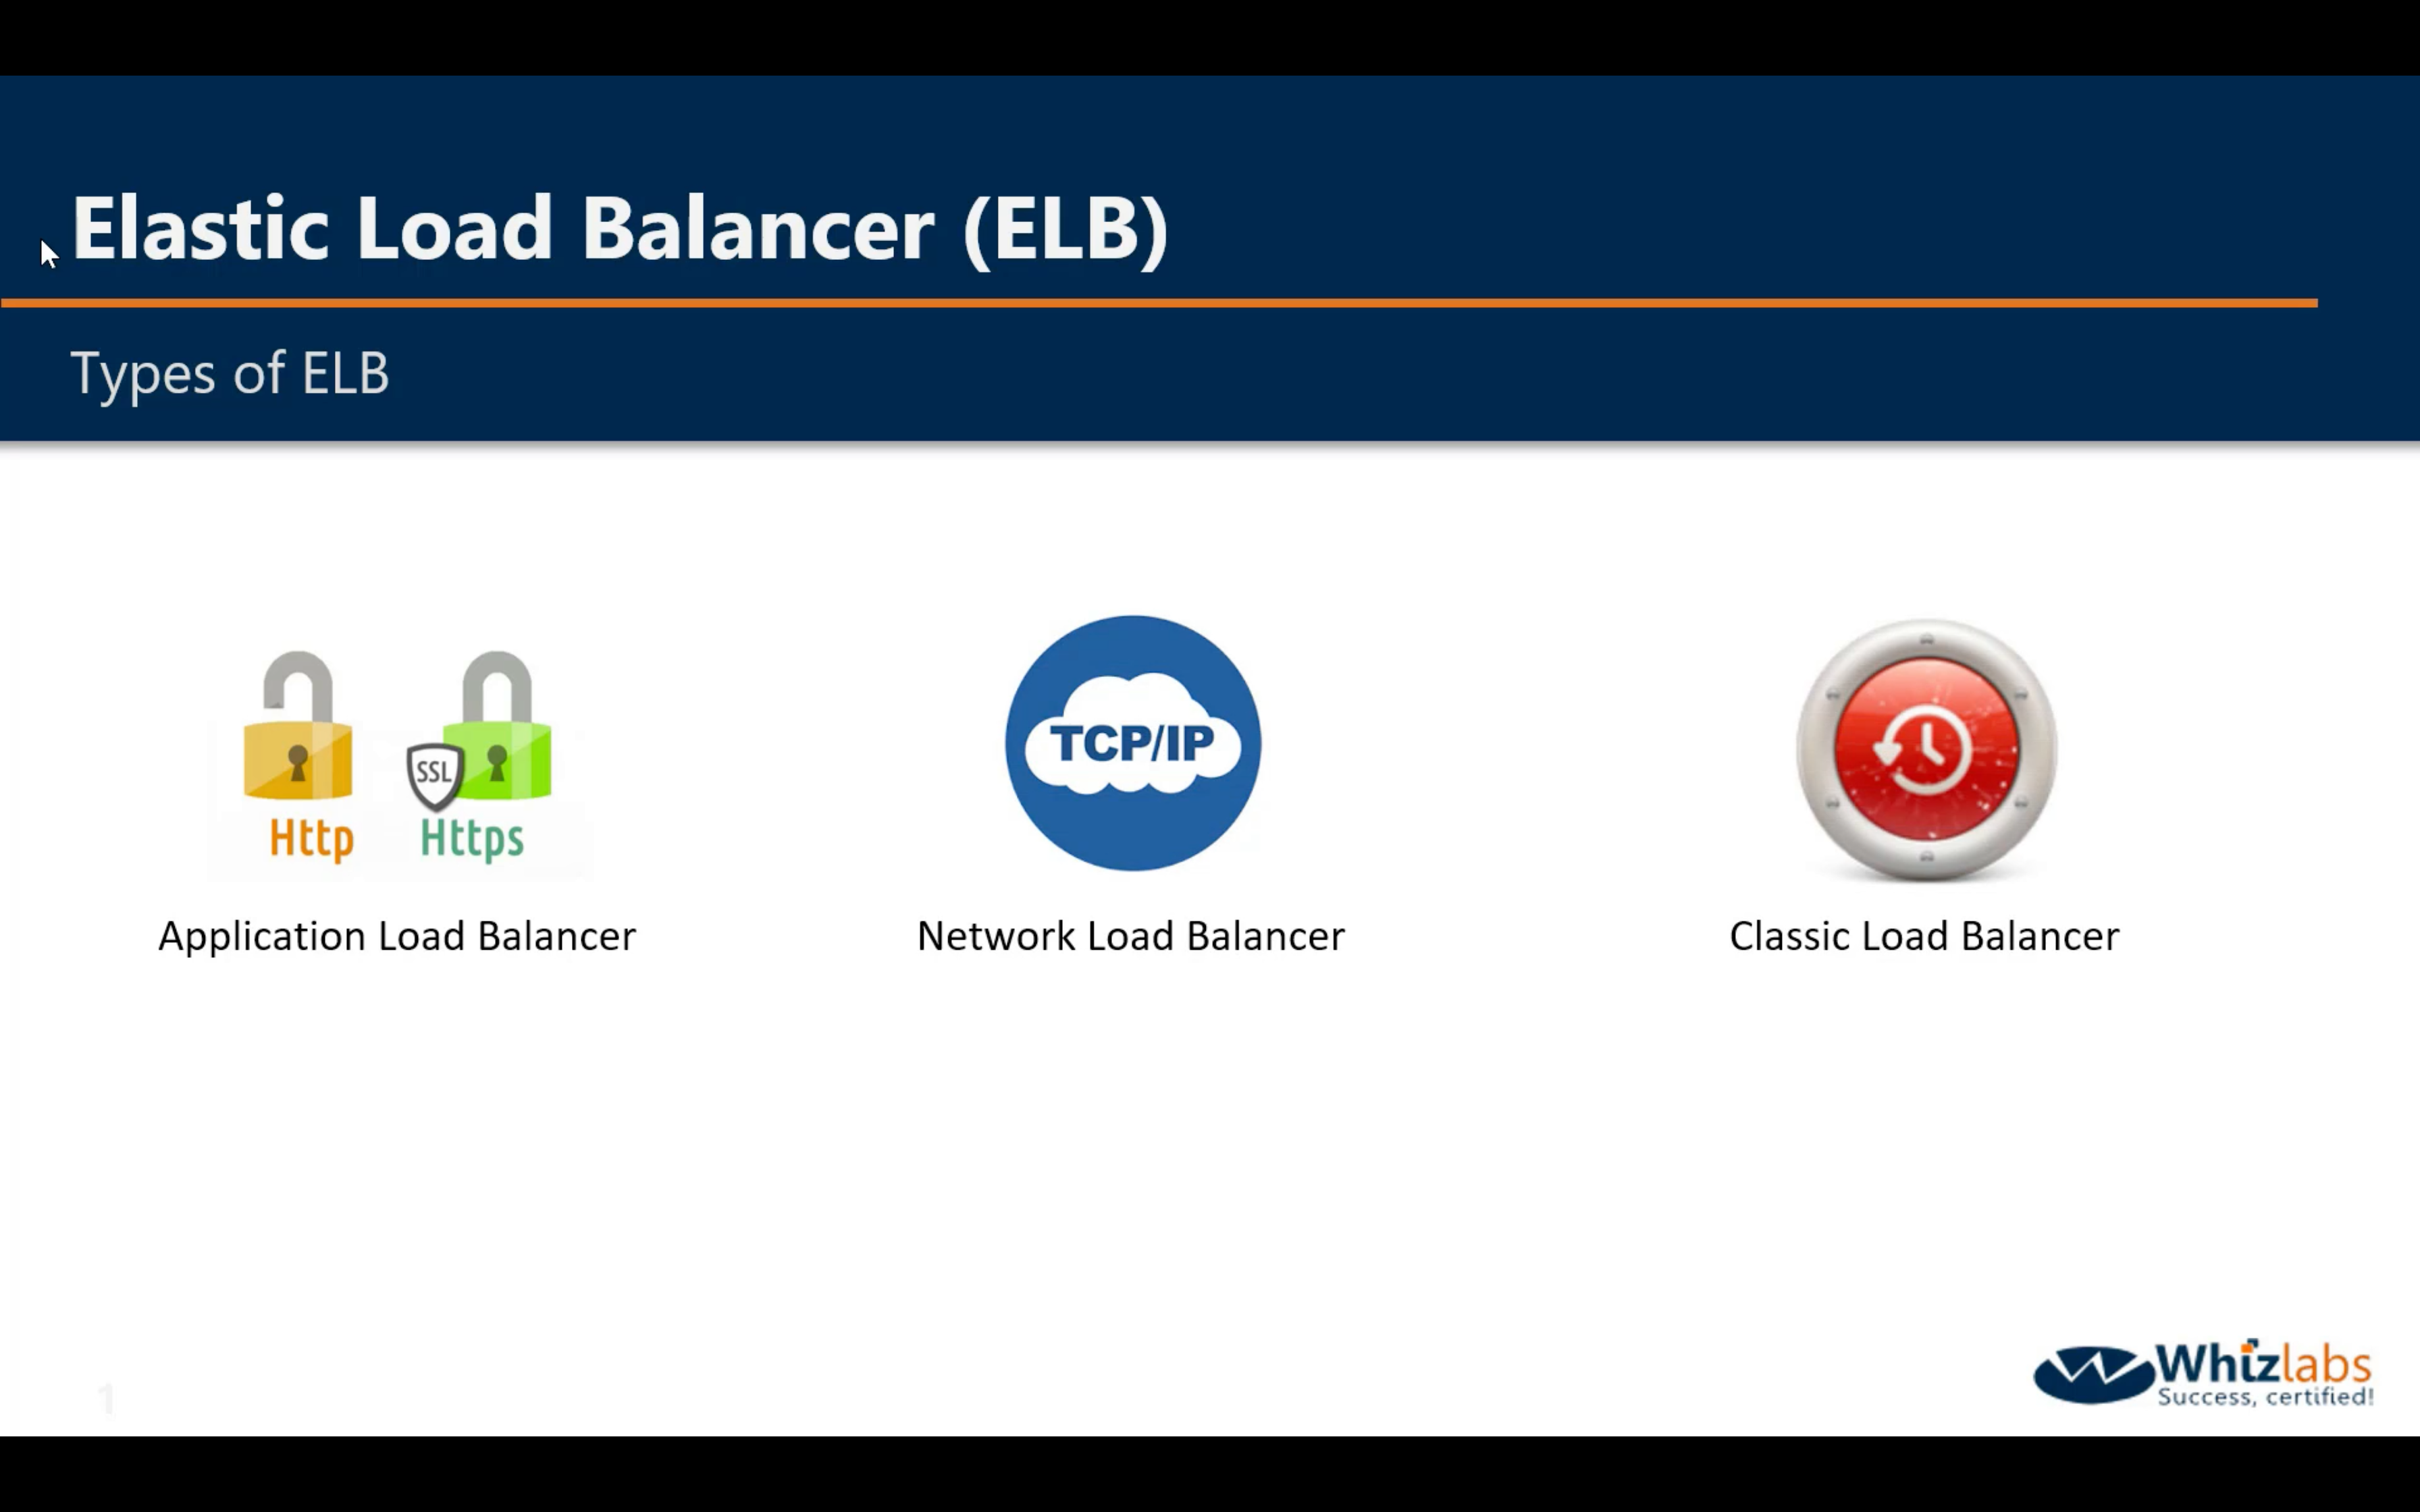 Elastic Load Balancer (ELB)
Types of ELB
SSL
Http Https
TCP/IP
Application Load Balancer Network Load Balancer Classic Load Balancer
1
Whizlabs
Success, certified!